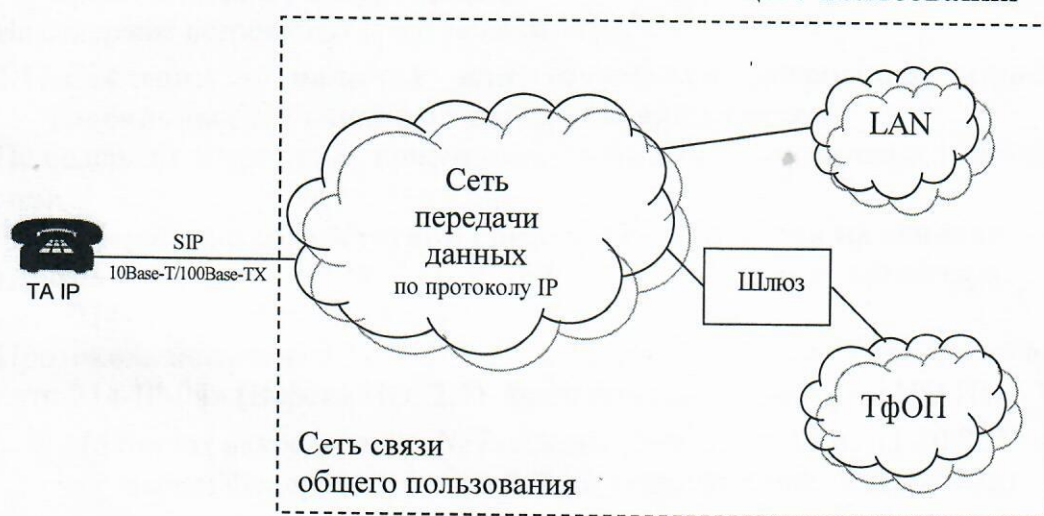 LAN
Сеть
передачи
данных
по протоколу IP
SIP
10Base-T/100Base-TX
TA IP
Шлюз
ТфОП
Сеть связи
общего пользования